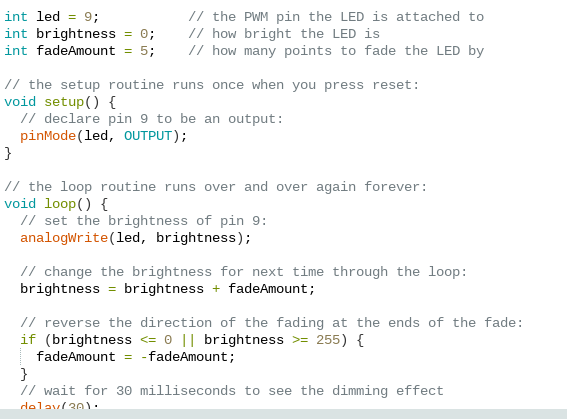 int led = 9;           // the PWM pin the LED is attached to
int brightness = 0;    // how bright the LED is
int fadeAmount = 5;    // how many points to fade the LED by

// the setup routine runs once when you press reset:
void setup() {
  // declare pin 9 to be an output:
  pinMode(led, OUTPUT);
}

// the loop routine runs over and over again forever:
void loop() {
  // set the brightness of pin 9:
  analogWrite(led, brightness);

  // change the brightness for next time through the loop:
  brightness = brightness + fadeAmount;

  // reverse the direction of the fading at the ends of the fade:
  if (brightness <= 0 || brightness >= 255) {
    fadeAmount = -fadeAmount;
  }
  // wait for 30 milliseconds to see the dimming effect
  delay(30);